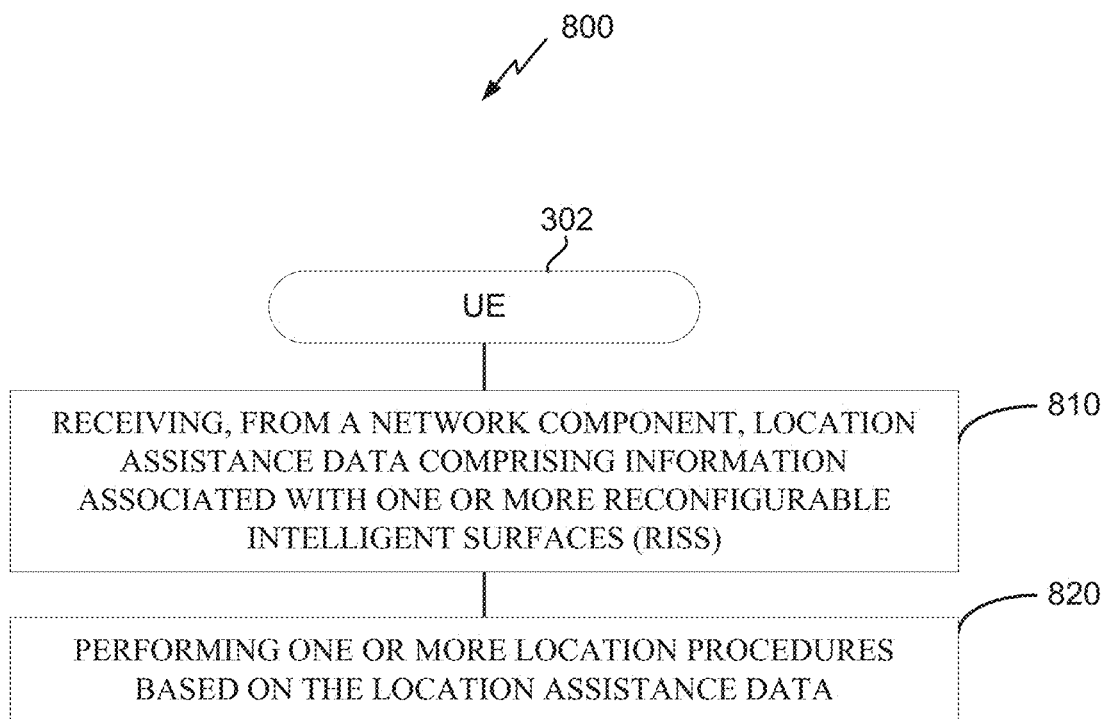 800
302
UE
RECEIVING, FROM A NETWORK COMPONENT, LOCATION
ASSISTANCE DATA COMPRISING INFORMATION
ASSOCIATED WITH ONE OR MORE RECONFIGURABLE
INTELLIGENT SURFACES (RISS)
810
820
PERFORMING ONE OR MORE LOCATION PROCEDURES
BASED ON THE LOCATION ASSISTANCE DATA